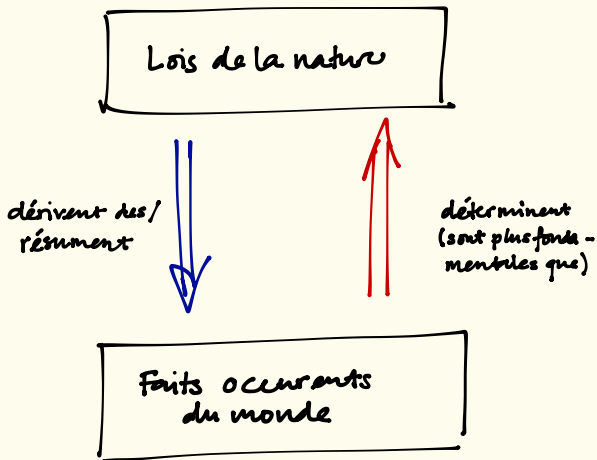 Lois de la nature
dérivent des/
résument
déterminent
(sont plus fonda-
mentales que)
Faits occurents
du monde